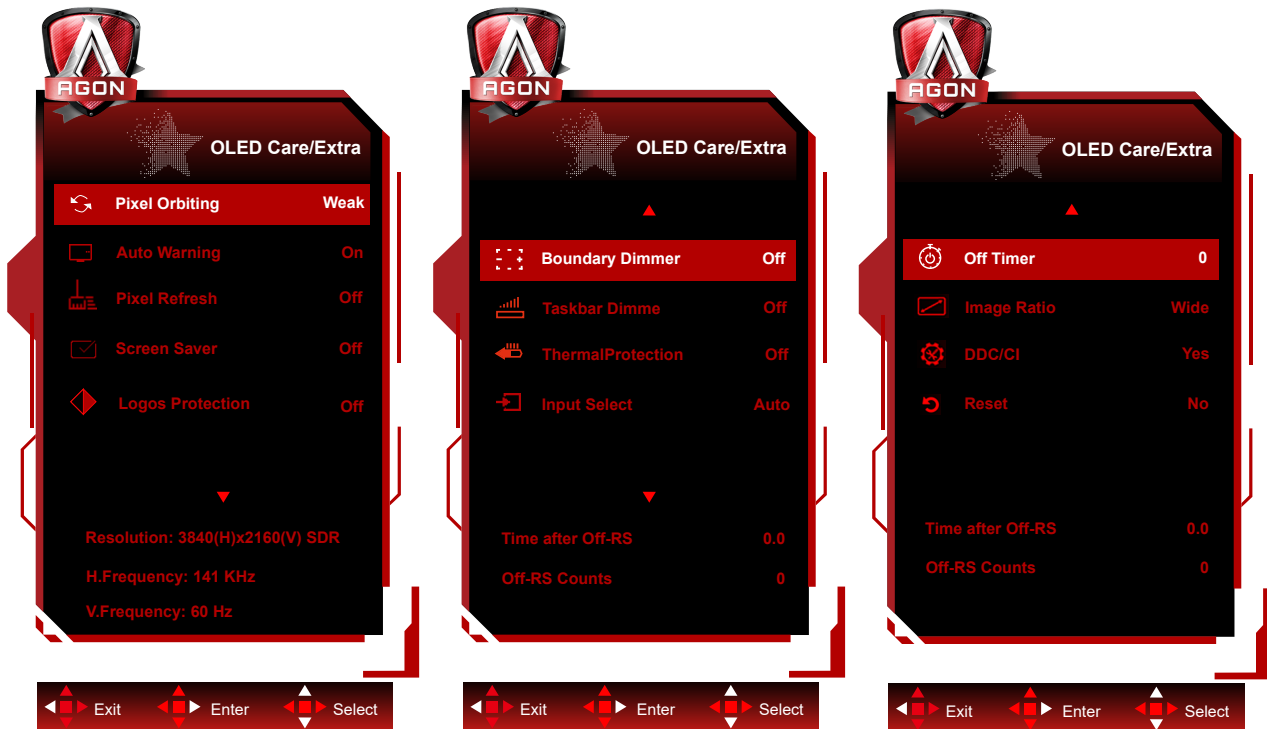 AGON
OLED Care/Extra
Pixel Orbiting Weak
Auto Warning On
Pixel Refresh Off
Screen Saver Off
Logos Protection Off
Resolution: 3840(H)x2160(V) SDR
H.Frequency: 141 KHz
V.Frequency: 60 Hz
Exit Enter Select
AGON
OLED Care/Extra
Boundary Dimmer Off
Taskbar Dimme Off
ThermalProtection Off
Input Select Auto
Time after Off-RS 0.0
Off-RS Counts 0
Exit Enter Select
AGON
OLED Care/Extra
Off Timer 0
Image Ratio Wide
DDC/CI Yes
Reset No
Time after Off-RS 0.0
Off-RS Counts 0
Exit Enter Select